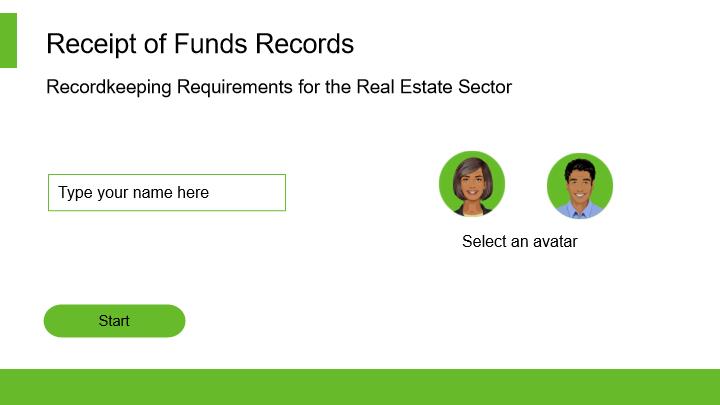 Receipt of Funds Records
Recordkeeping Requirements for the Real Estate Sector
Type your name here
Select an avatar
Start